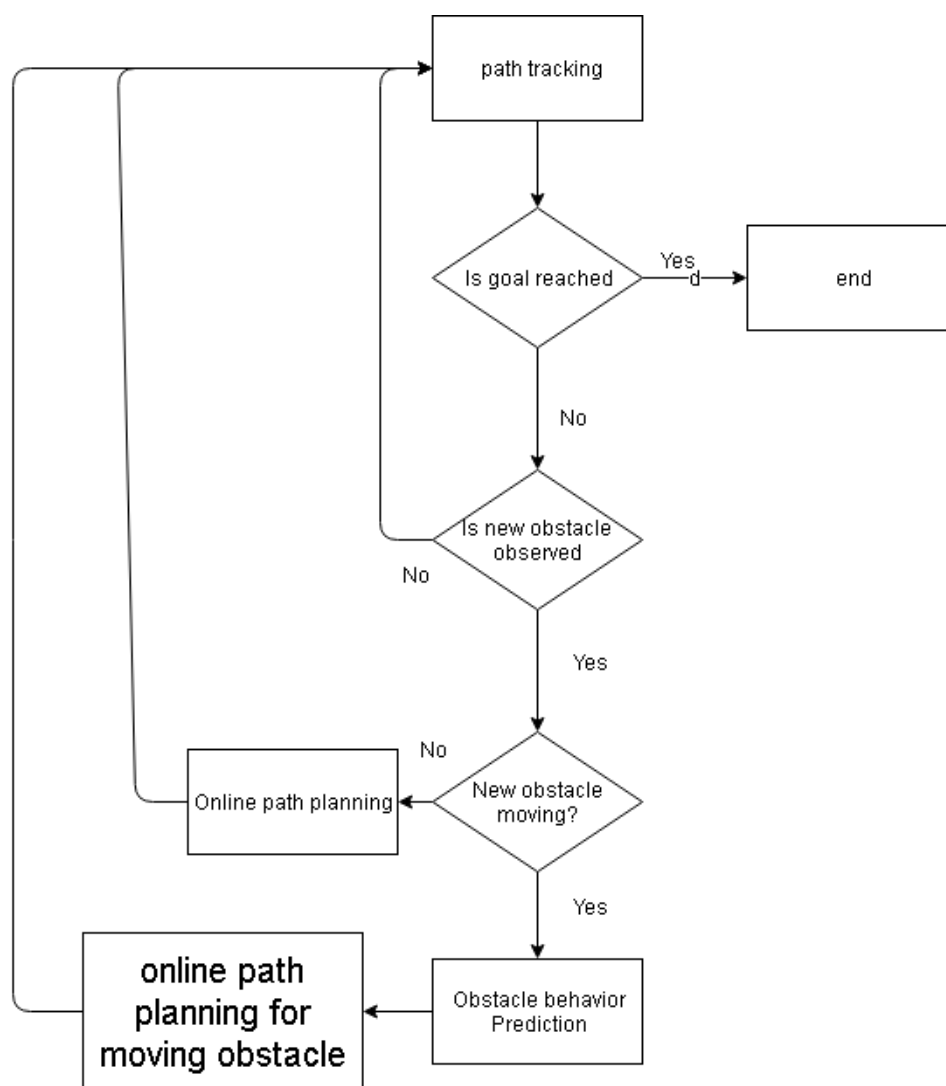 path tracking
Is goal reached
Yes
d
end
No
Is new obstacle
observed
No
Yes
No
New obstacle
moving?
Online path planning
Yes
online path
planning for
moving obstacle
Obstacle behavior
Prediction